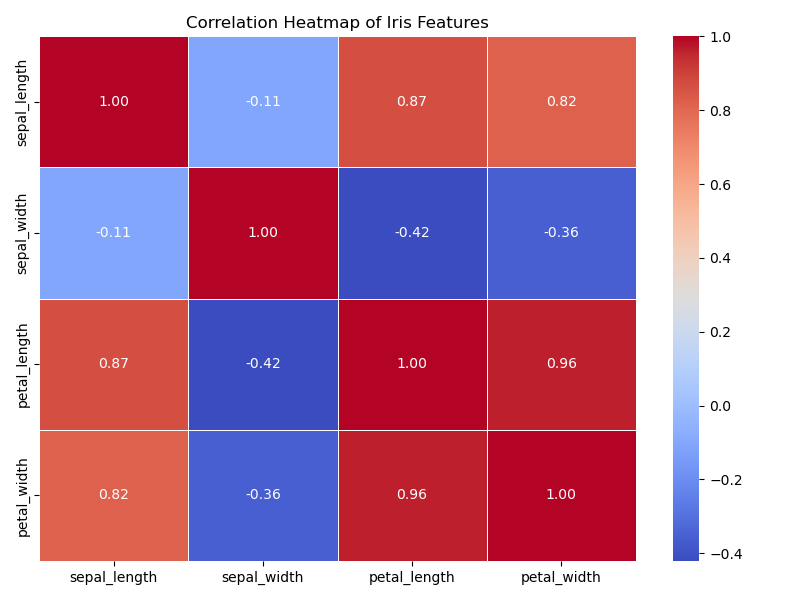 Correlation Heatmap of Iris Features
sepal_length
1.00
-0.11
0.87
0.82
sepal_width
-0.11
1.00
-0.42
-0.36
petal_length
0.87
-0.42
1.00
0.96
petal_width
0.82
-0.36
0.96
1.00
sepal_length
sepal_width
petal_length
petal_width
1.0
0.8
0.6
0.4
0.2
0.0
−0.2
−0.4